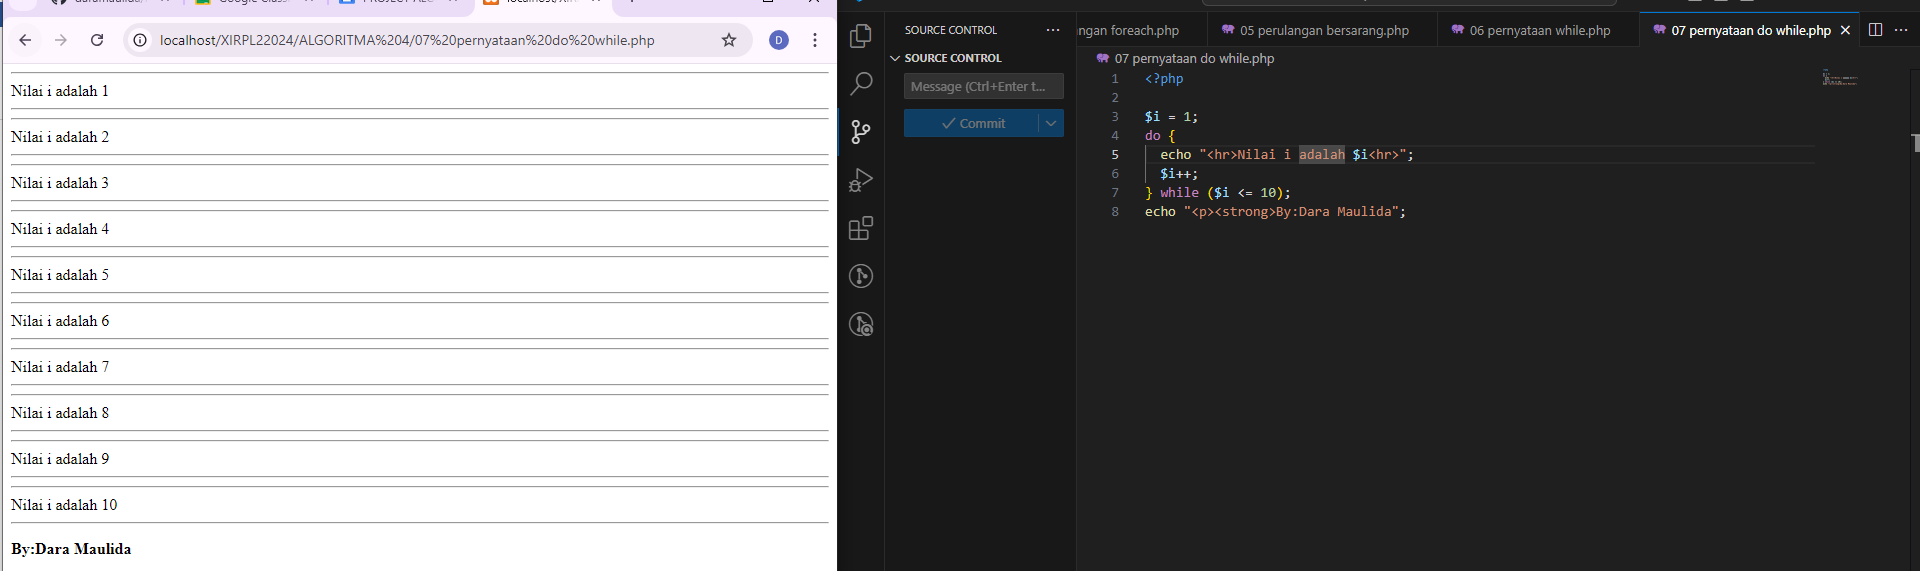 localhost/XIRPL22024/ALGORITMA%204/07%20pernyataan%20do%20while.php
D
Nilai i adalah 1
Nilai i adalah 2
Nilai i adalah 3
Nilai i adalah 4
Nilai i adalah 5
Nilai i adalah 6
Nilai i adalah 7
Nilai i adalah 8
Nilai i adalah 9
Nilai i adalah 10
By:Dara Maulida
SOURCE CONTROL
SOURCE CONTROL
Message (Ctrl+Enter t...
Commit
ngan foreach.php
05 perulangan bersarang.php
06 pernyataan while.php
07 pernyataan do while.php
07 pernyataan do while.php
1 <?php
2
3 $i = 1;
4 do {
5 echo "<hr>Nilai i adalah $i<hr>";
6 $i++;
7 } while ($i <= 10);
8 echo "<p><strong>By:Dara Maulida";